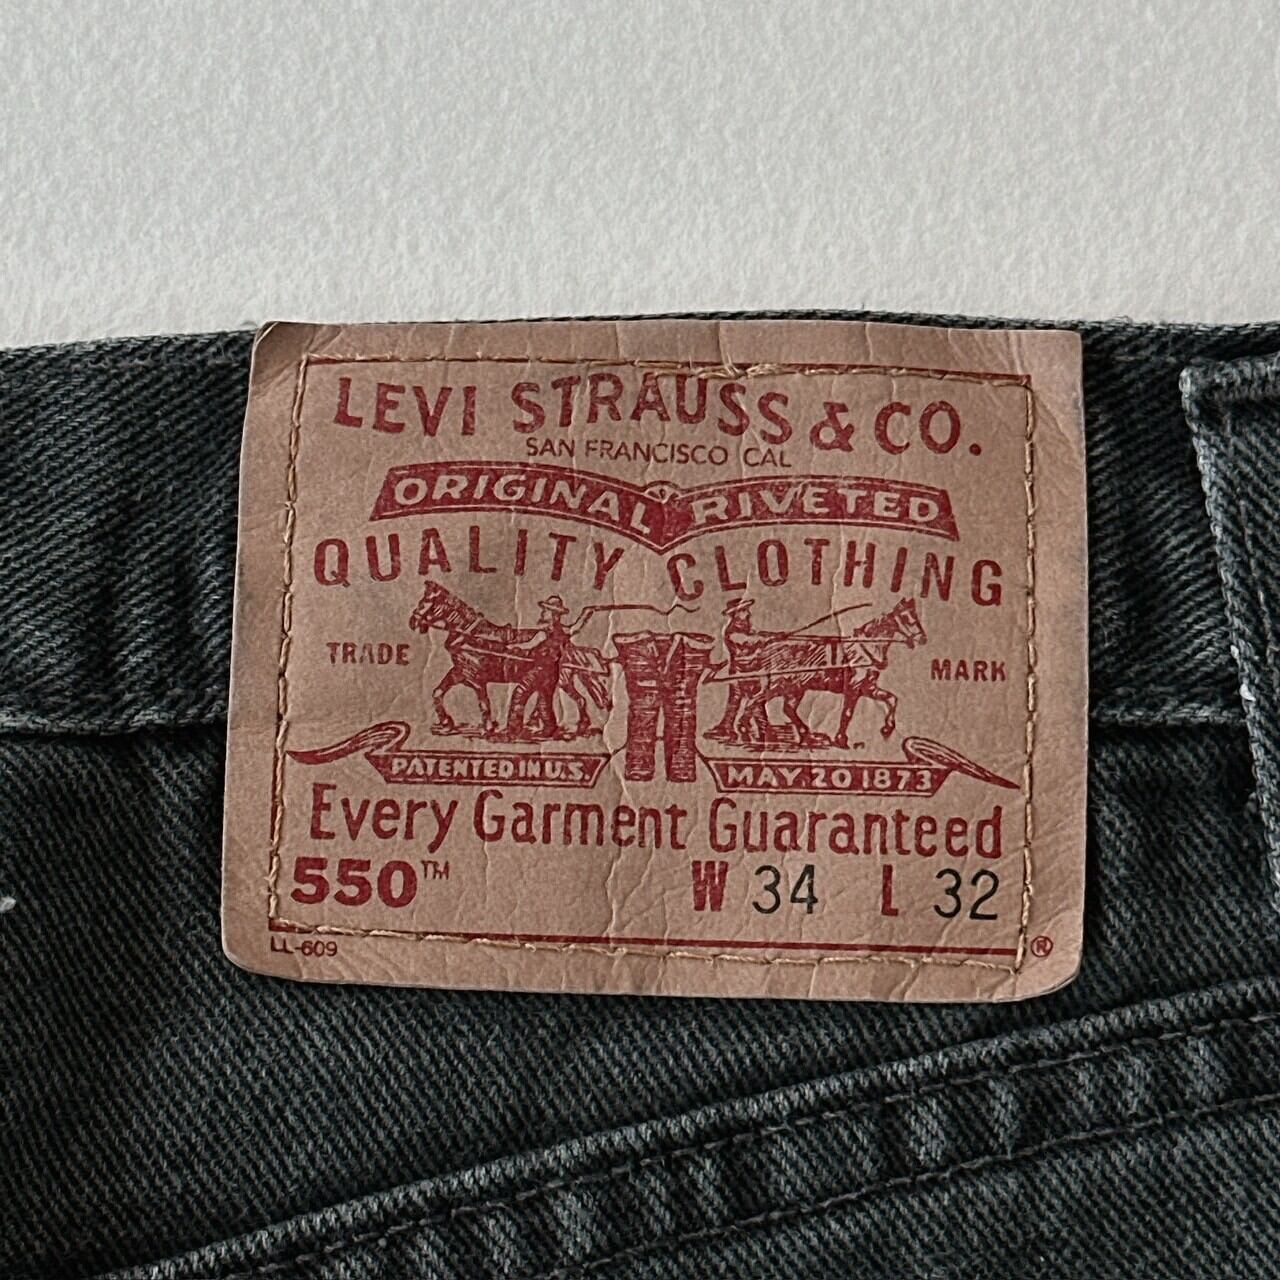 LEVI STRAUSS & CO.
SAN FRANCISCO CAL
ORIGINAL RIVETED
QUALITY CLOTHING
TRADE MARK
PATENTED IN U.S. MAY 20 1873
Every Garment Guaranteed
550™ W 34 L 32
LL-609 ®